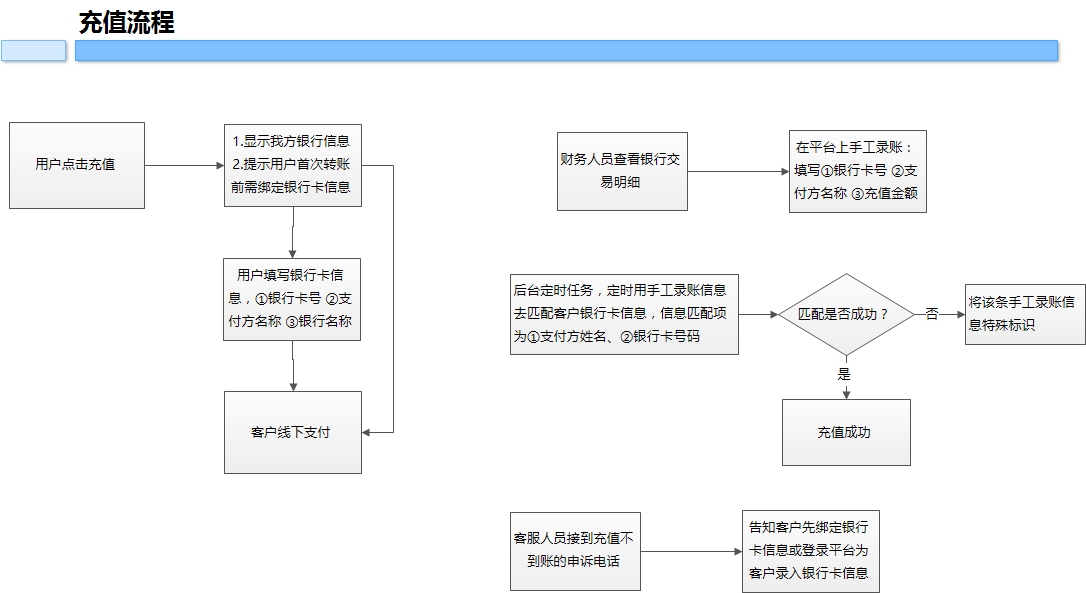 充值流程
用户点击充值
1.显示我方银行信息
2.提示用户首次转账
前需绑定银行卡信息
用户填写银行卡信
息，①银行卡号 ②支
付方名称 ③银行名称
客户线下支付
财务人员查看银行交
易明细
在平台上手工录账：
填写①银行卡号 ②支
付方名称 ③充值金额
后台定时任务，定时用手工录账信息
去匹配客户银行卡信息，信息匹配项
为①支付方姓名、②银行卡号码
匹配是否成功？
否
将该条手工录账信
息特殊标识
是
充值成功
客服人员接到充值不
到账的申诉电话
告知客户先绑定银行
卡信息或登录平台为
客户录入银行卡信息